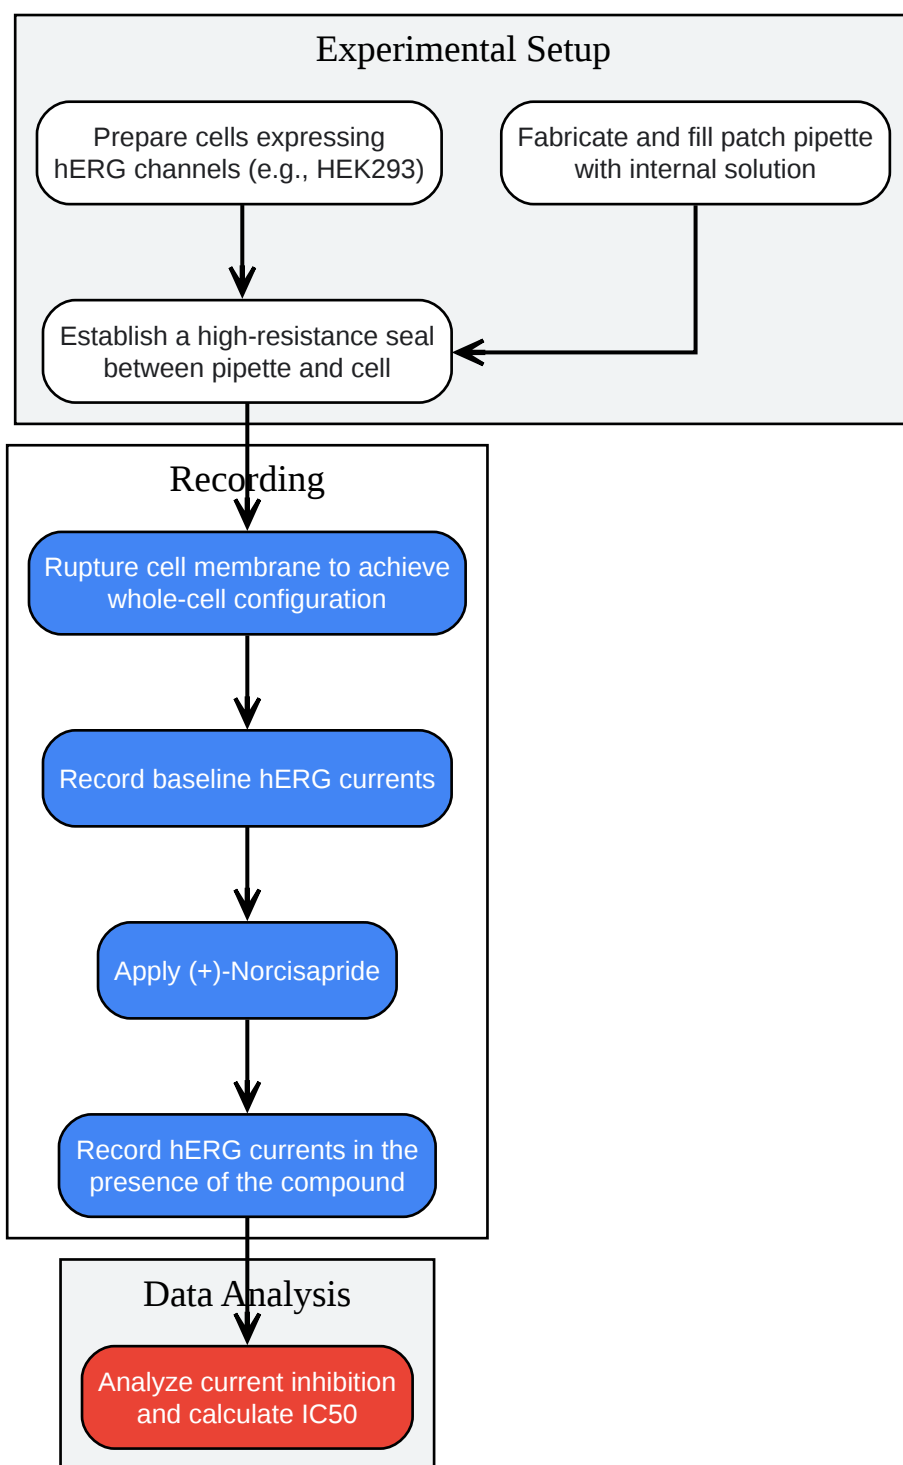 Experimental Setup
Prepare cells expressing
hERG channels (e.g., HEK293)
Fabricate and fill patch pipette
with internal solution
Establish a high-resistance seal
between pipette and cell
Recording
Rupture cell membrane to achieve
whole-cell configuration
Record baseline hERG currents
Apply (+)-Norcisapride
Record hERG currents in the
presence of the compound
Data Analysis
Analyze current inhibition
and calculate IC50